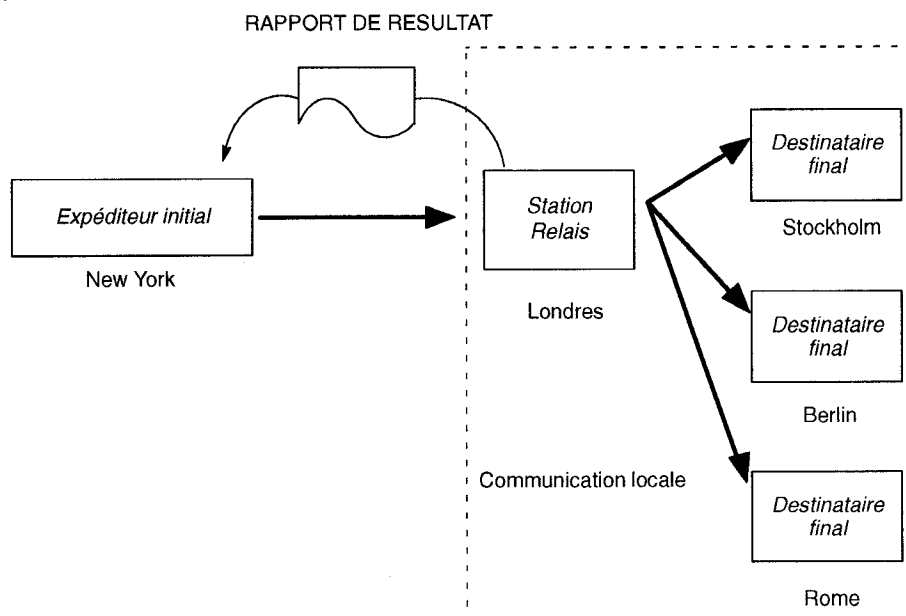 RAPPORT DE RESULTAT
Expéditeur initial
New York
Station
Relais
Londres
Destinataire
final
Stockholm
Destinataire
final
Berlin
Communication locale
Destinataire
final
Rome